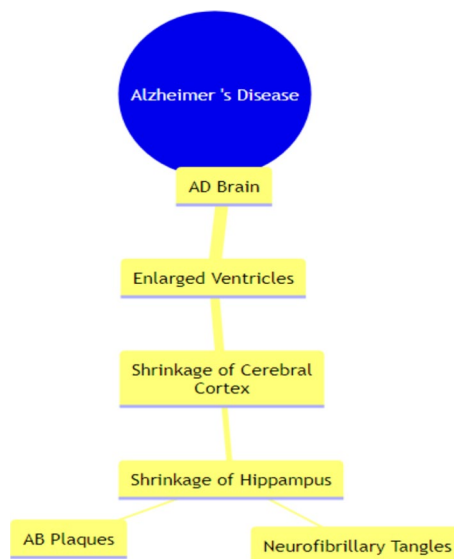 Alzheimer 's Disease
AD Brain
Enlarged Ventricles
Shrinkage of Cerebral
Cortex
Shrinkage of Hippampus
AB Plaques
Neurofibrillary Tangles